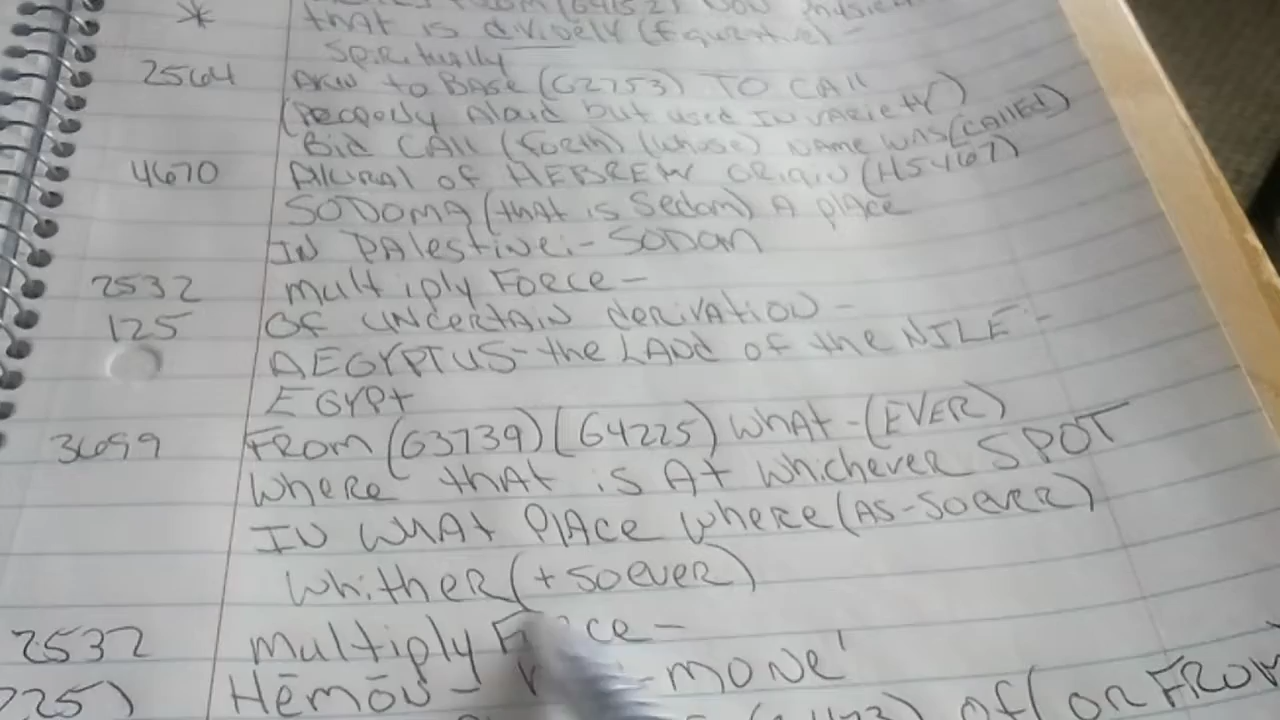 * that is divinely (figurative) -
Spiritually
2564 AKIN to BASE (G2753) TO CALL
(PROPERLY Aloud but used IN VARIETY)
Bid CALL (forth) (whose) NAME WAS (CALLED)
4670 PLURAL of HEBREW ORIGIN (H5467)
SODOMA (that is Sedom) A plACE
IN PAlestine:- SODOM
2532 multiply Force -
125 OF UNCERTAIN derivation -
AEGYPTUS - the LAND of the NILE -
EGYPt
3699 FROM (G3739) (G4225) WhAt - (EVER)
Where that is At Whichever SPOT
IN WhAt PlAce where (AS-SOEVER)
Whither (+ SOEVER)
2532 multiply
Hēmōn - -mone'
225) of (OR FROM